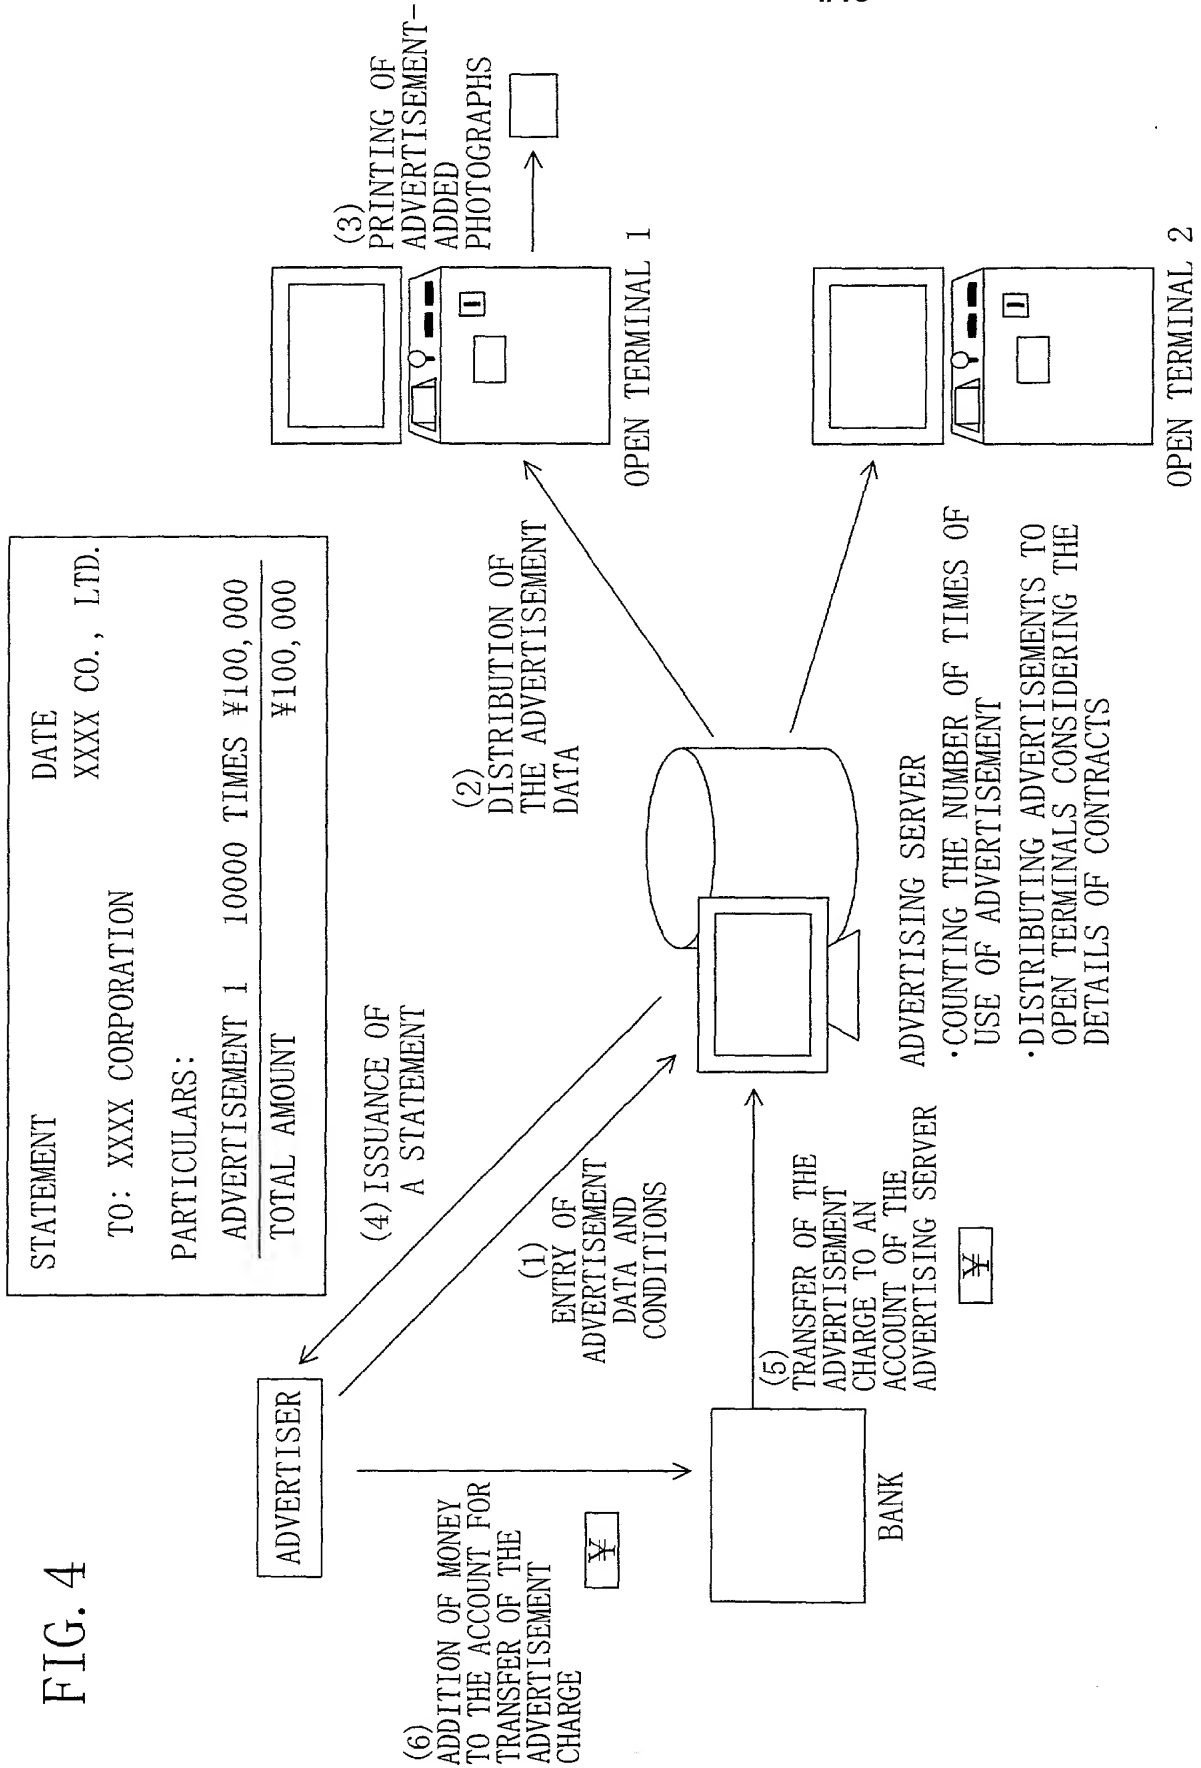 FIG. 4
STATEMENT
DATE
TO: XXXX CORPORATION
XXXX CO., LTD.
PARTICULARS:
ADVERTISEMENT 1 10000 TIMES ¥100,000
TOTAL AMOUNT ¥100,000
ADVERTISER
(4) ISSUANCE OF
A STATEMENT
(1)
ENTRY OF
ADVERTISEMENT
DATA AND
CONDITIONS
(2)
DISTRIBUTION OF
THE ADVERTISEMENT
DATA
(3)
PRINTING OF
ADVERTISEMENT-
ADDED
PHOTOGRAPHS
OPEN TERMINAL 1
OPEN TERMINAL 2
(6)
ADDITION OF MONEY
TO THE ACCOUNT FOR
TRANSFER OF THE
ADVERTISEMENT
CHARGE
¥
BANK
(5)
TRANSFER OF THE
ADVERTISEMENT
CHARGE TO AN
ACCOUNT OF THE
ADVERTISING SERVER
¥
ADVERTISING SERVER
·COUNTING THE NUMBER OF TIMES OF
USE OF ADVERTISEMENT
·DISTRIBUTING ADVERTISEMENTS TO
OPEN TERMINALS CONSIDERING THE
DETAILS OF CONTRACTS